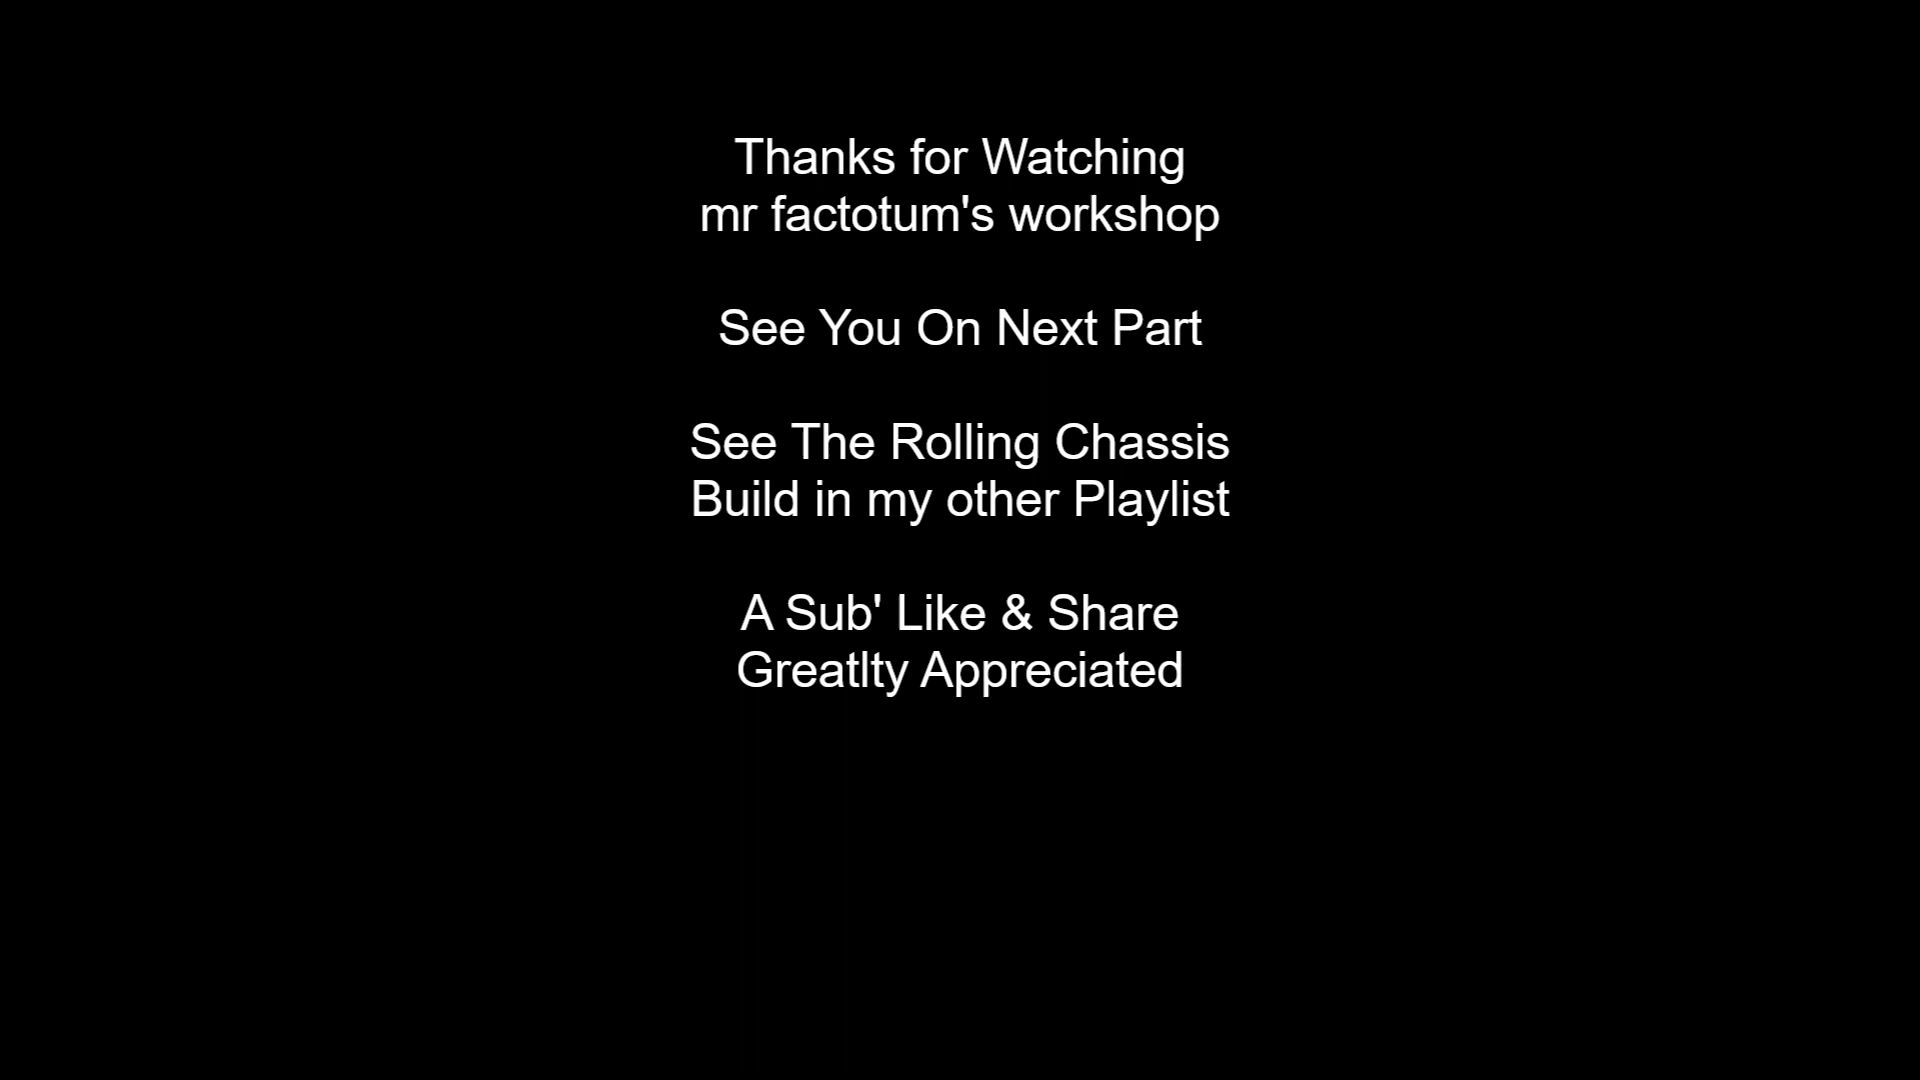 Thanks for Watching
mr factotum's workshop
See You On Next Part
See The Rolling Chassis
Build in my other Playlist
A Sub' Like & Share
Greatlty Appreciated